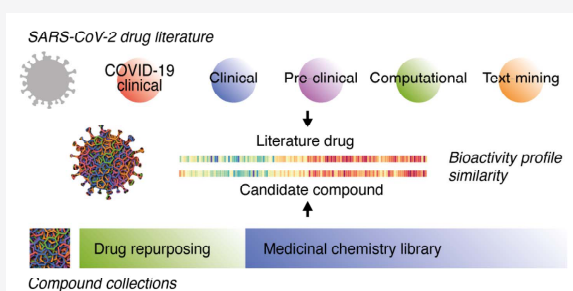 SARS-CoV-2 drug literature
COVID-19
clinical
Clinical
Pre-clinical
Computational
Text mining
Literature drug
Bioactivity profile
similarity
Candidate compound
Drug repurposing
Medicinal chemistry library
Compound collections